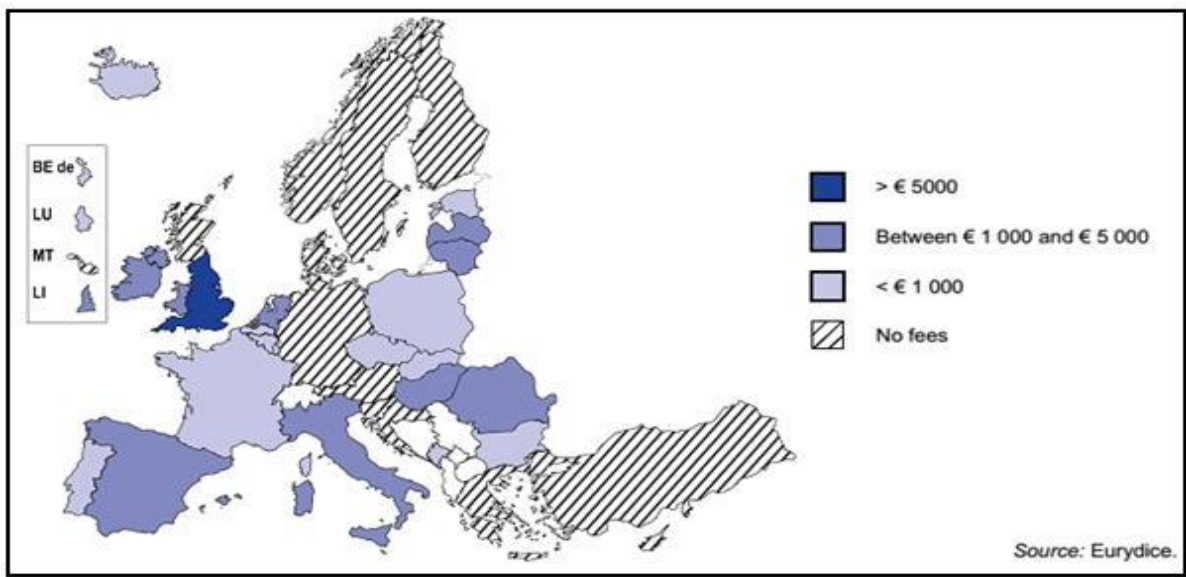 BE de
LU
MT
LI
> € 5000
Between € 1 000 and € 5 000
< € 1 000
No fees
Source: Eurydice.